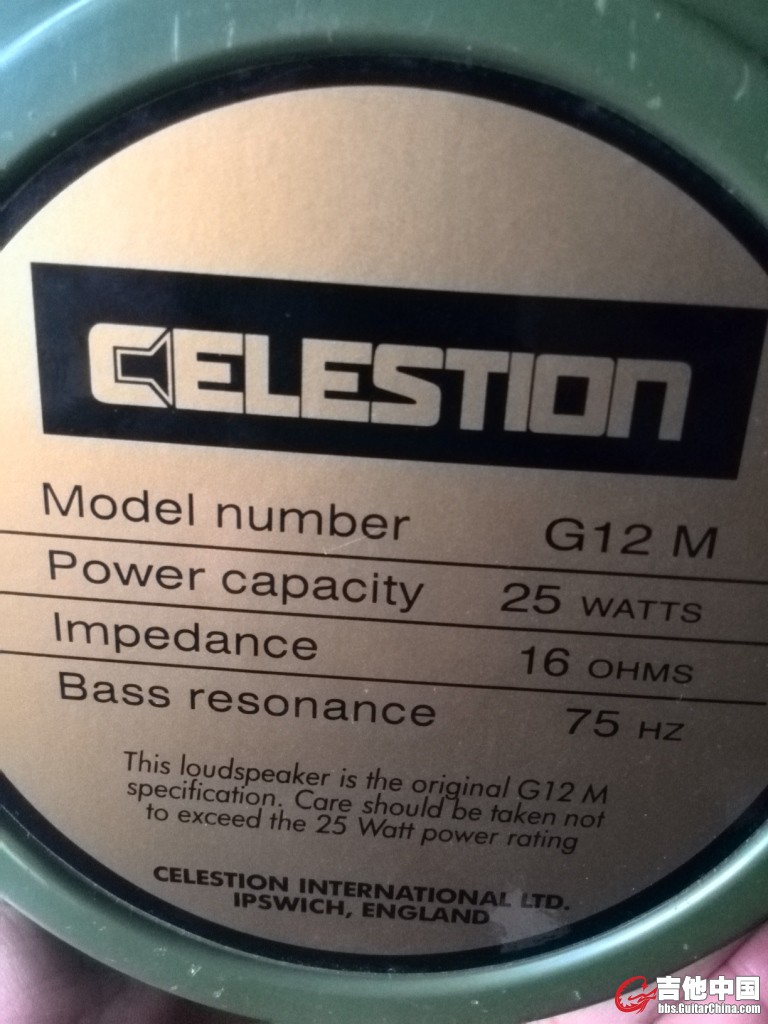 CELESTION
Model number G12 M
Power capacity 25 WATTS
Impedance 16 OHMS
Bass resonance 75 HZ
This loudspeaker is the original G12 M
specification. Care should be taken not
to exceed the 25 Watt power rating
CELESTION INTERNATIONAL LTD.
IPSWICH, ENGLAND
吉他中国
bbs.GuitarChina.com